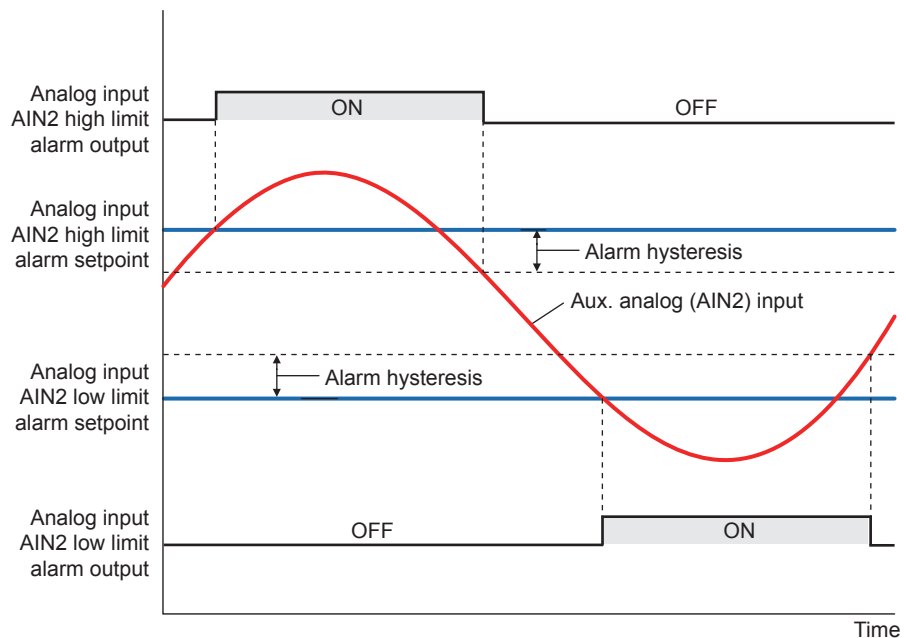 Analog input
AIN2 high limit
alarm output
ON
OFF
Analog input
AIN2 high limit
alarm setpoint
Alarm hysteresis
Aux. analog (AIN2) input
Analog input
AIN2 low limit
alarm setpoint
Alarm hysteresis
Analog input
AIN2 low limit
alarm output
OFF
ON
Time